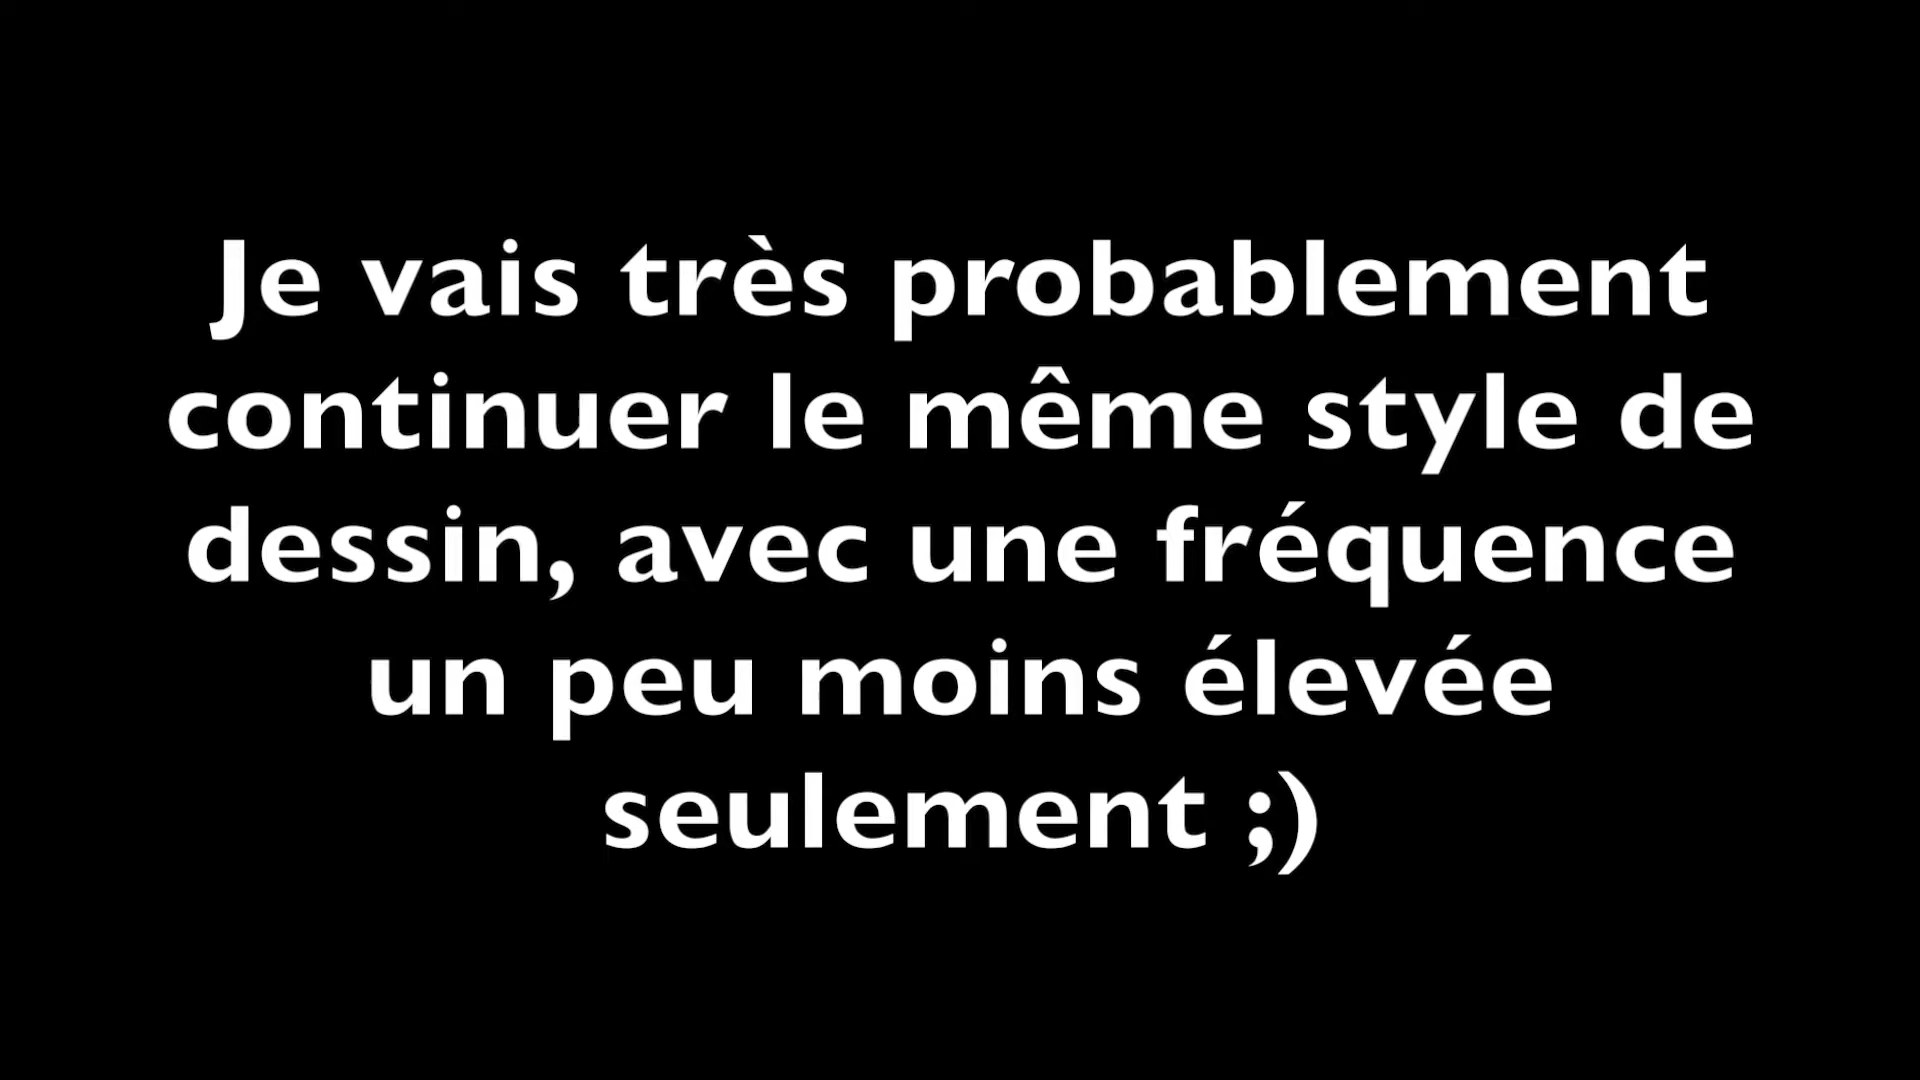 Je vais très probablement
continuer le même style de
dessin, avec une fréquence
un peu moins élevée
seulement ;)